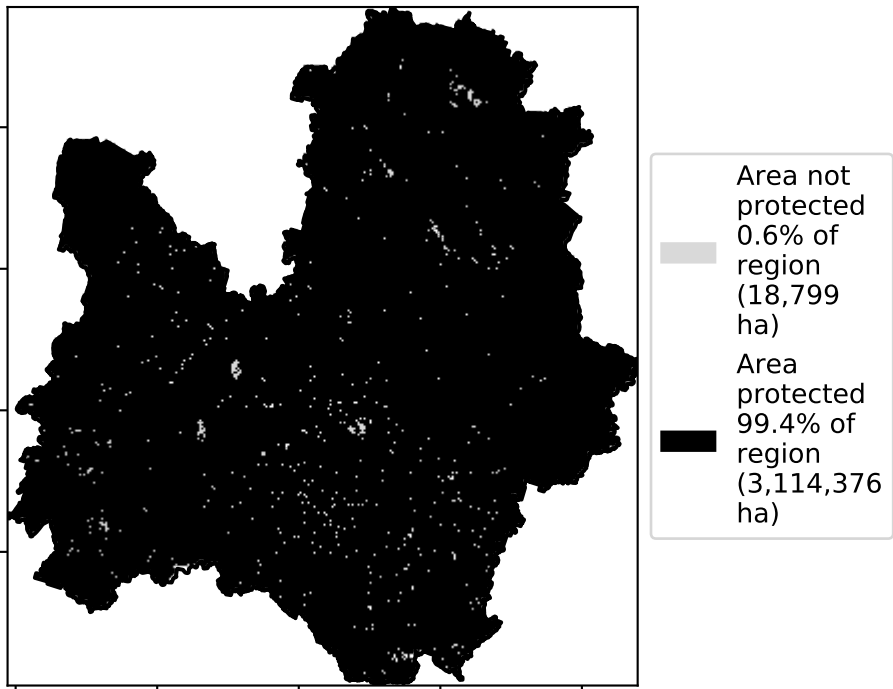 Area not
protected
0.6% of
region
(18,799
ha)
Area
protected
99.4% of
region
(3,114,376
ha)